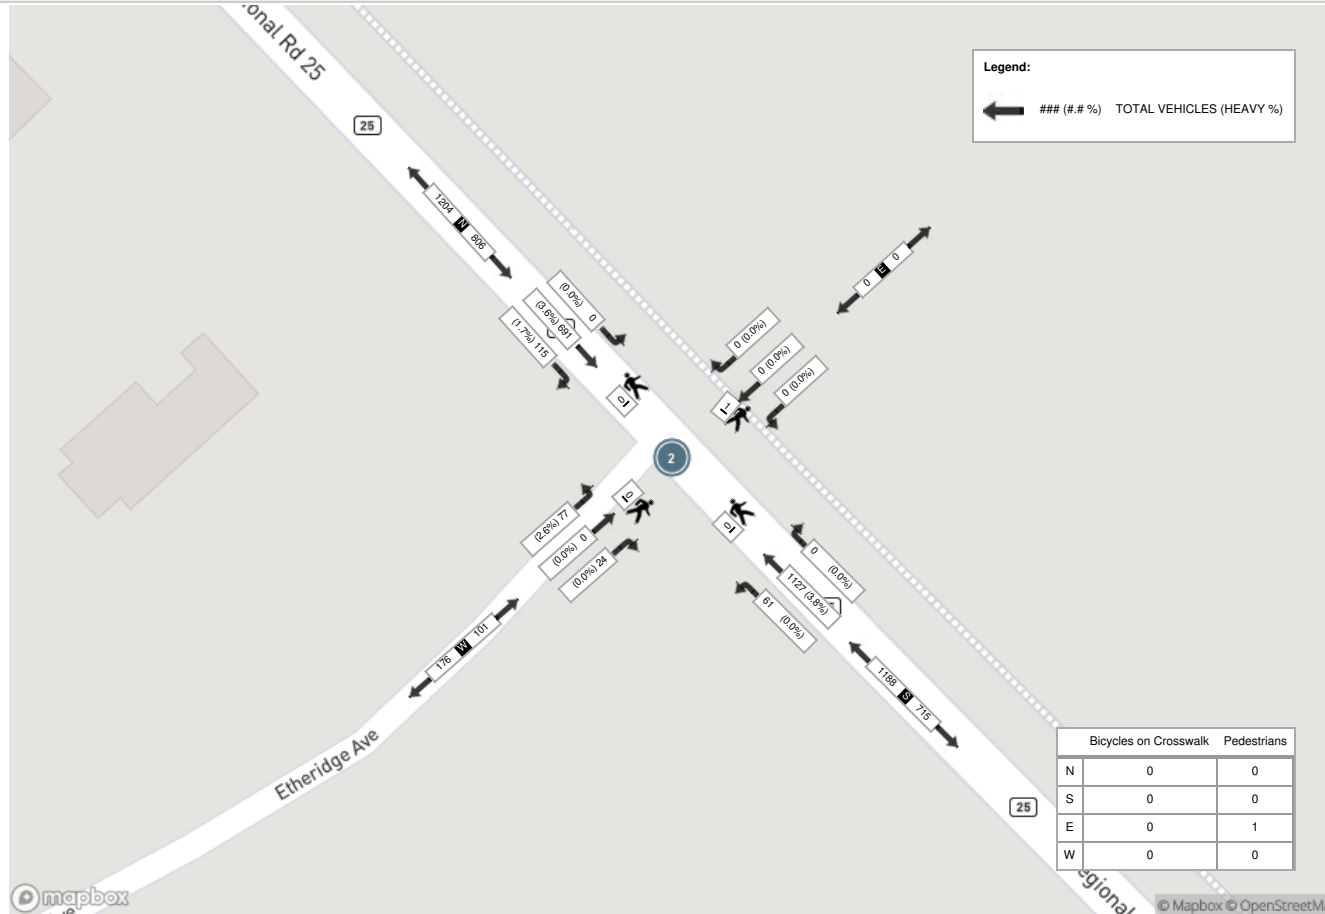 onal Rd 25
25
Legend:
### (#.# %) TOTAL VEHICLES (HEAVY %)
1204 N 806
0 E 0
(0.0%) 0
(3.6%) 691
(1.7%) 115
0 (0.0%)
0 (0.0%)
0 (0.0%)
0
1
2
0
0
(2.6%) 77
(0.0%) 0
(0.0%) 24
0 (0.0%)
1127 (3.8%)
61 (0.0%)
176 W 101
1188 S 715
Etheridge Ave
25
Bicycles on Crosswalk Pedestrians
N 0 0
S 0 0
E 0 1
W 0 0
egional
mapbox
© Mapbox © OpenStreetM